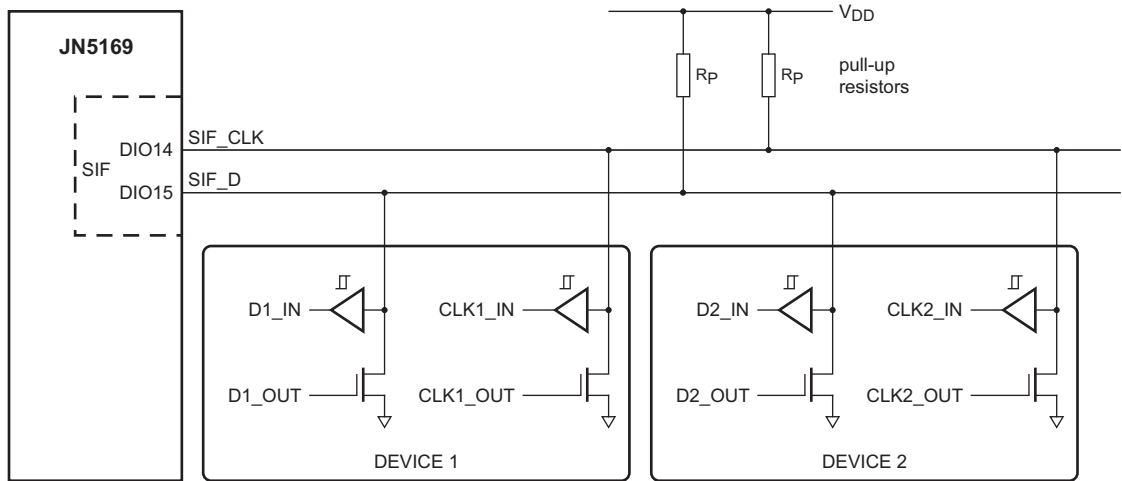 JN5169
VDD
RP
RP
pull-up
resistors
SIF_CLK
DIO14
SIF
SIF_D
DIO15
D1_IN
CLK1_IN
D2_IN
CLK2_IN
D1_OUT
CLK1_OUT
D2_OUT
CLK2_OUT
DEVICE 1
DEVICE 2